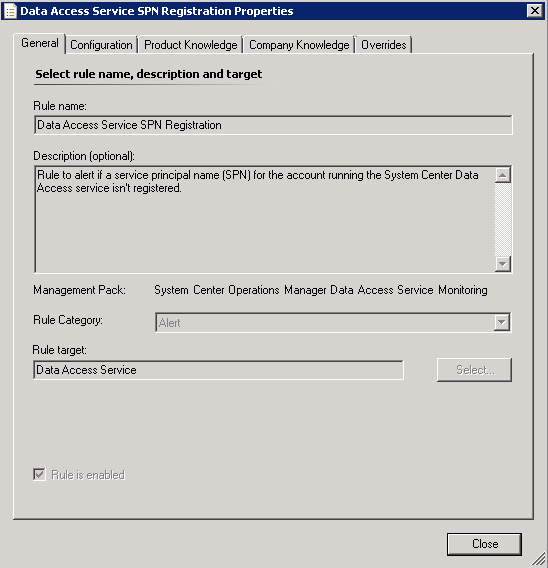 Data Access Service SPN Registration Properties
General
Configuration
Product Knowledge
Company Knowledge
Overrides
Select rule name, description and target
Rule name:
Data Access Service SPN Registration
Description (optional):
Rule to alert if a service principal name (SPN) for the account running the System Center Data
Access service isn't registered.
Management Pack: System Center Operations Manager Data Access Service Monitoring
Rule Category: Alert
Rule target:
Data Access Service
Select...
Rule is enabled
Close